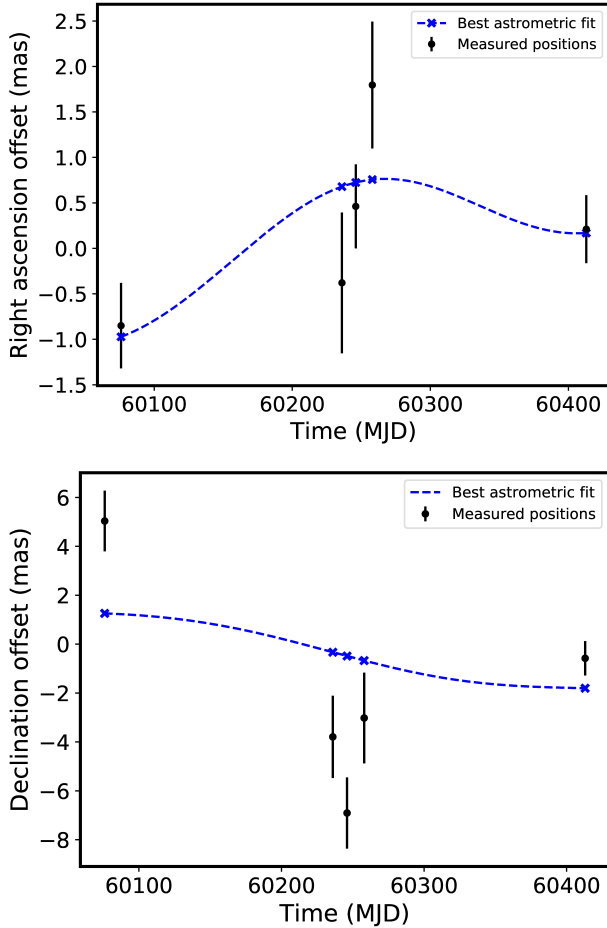 Right ascension offset (mas)
2.5
2.0
1.5
1.0
0.5
0.0
−0.5
−1.0
−1.5
Best astrometric fit
Measured positions
60100 60200 60300 60400
Time (MJD)
Declination offset (mas)
6
4
2
0
−2
−4
−6
−8
Best astrometric fit
Measured positions
60100 60200 60300 60400
Time (MJD)